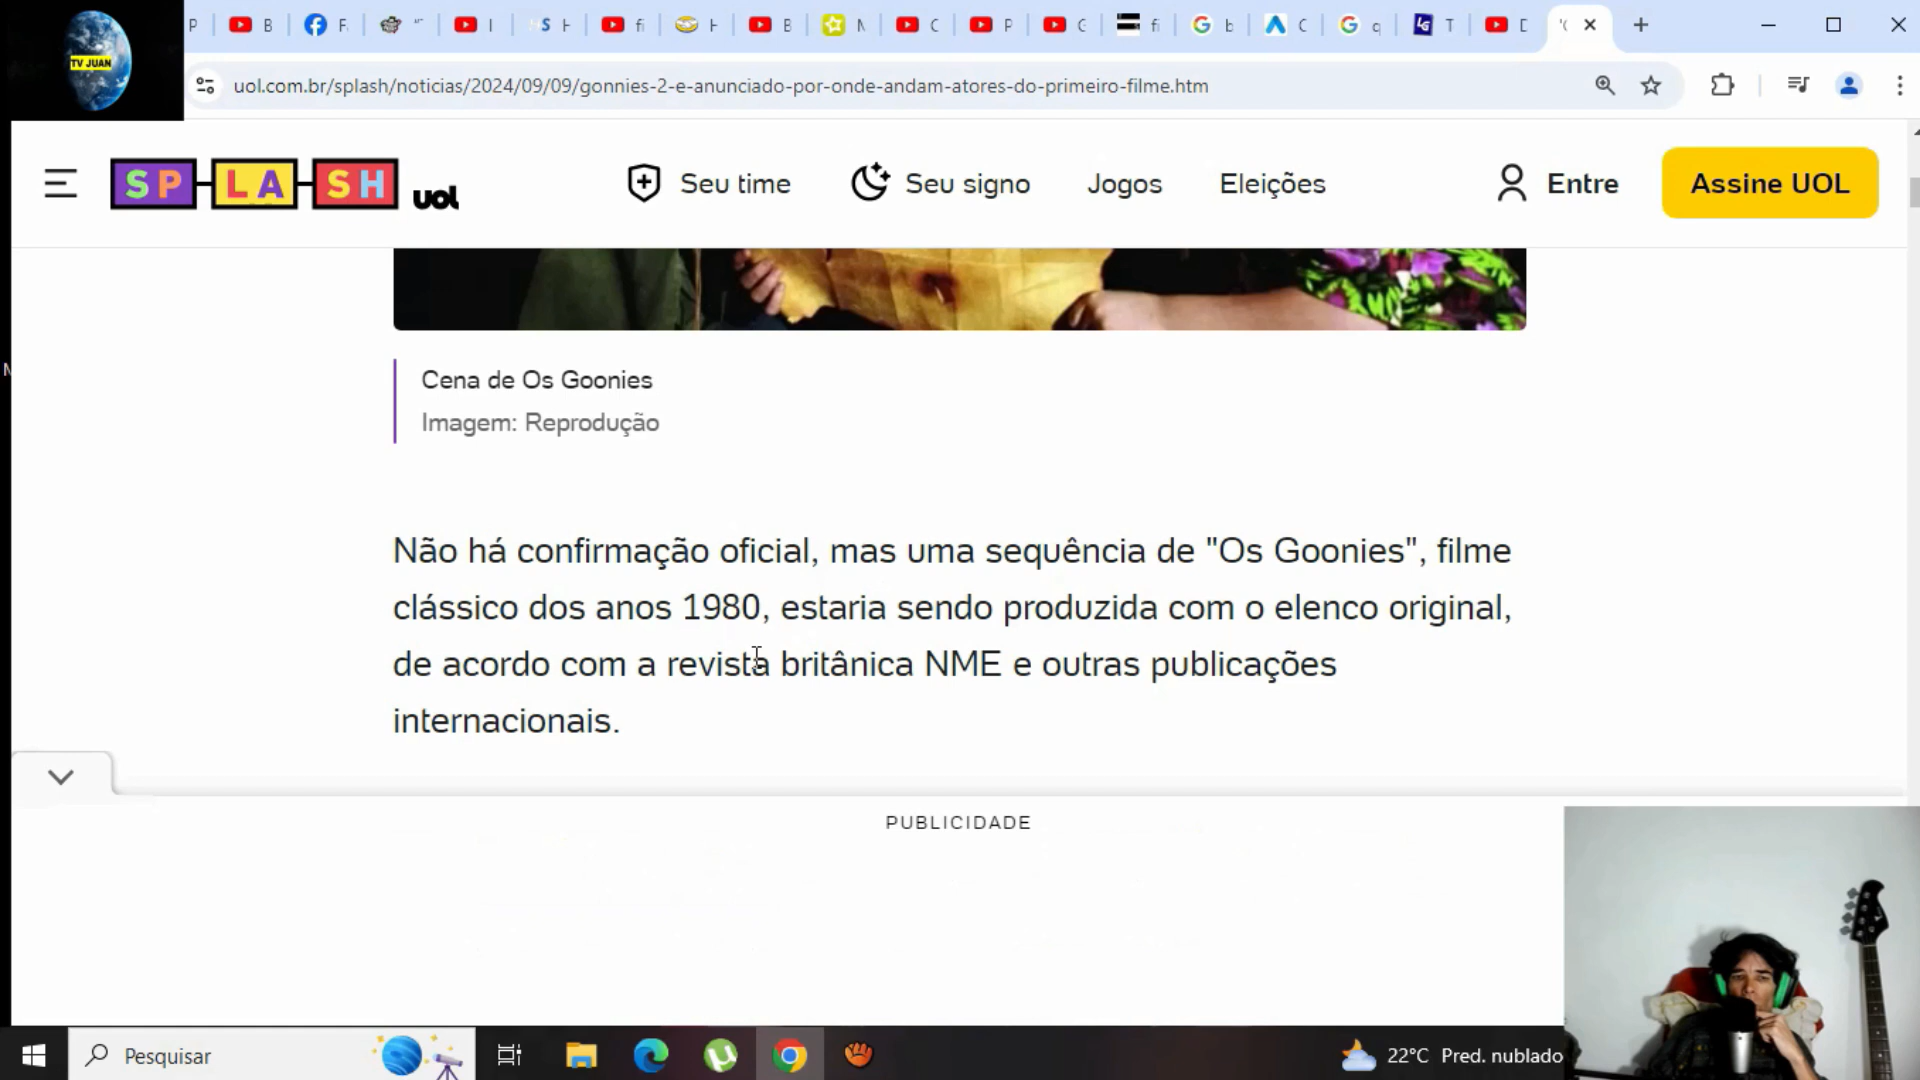 TV JUAN
uol.com.br/splash/noticias/2024/09/09/gonnies-2-e-anunciado-por-onde-andam-atores-do-primeiro-filme.htm
SPLASH uol
Seu time
Seu signo
Jogos
Eleições
Entre
Assine UOL
Cena de Os Goonies
Imagem: Reprodução
Não há confirmação oficial, mas uma sequência de "Os Goonies", filme
clássico dos anos 1980, estaria sendo produzida com o elenco original,
de acordo com a revista britânica NME e outras publicações
internacionais.
PUBLICIDADE
Pesquisar
22°C Pred. nublado